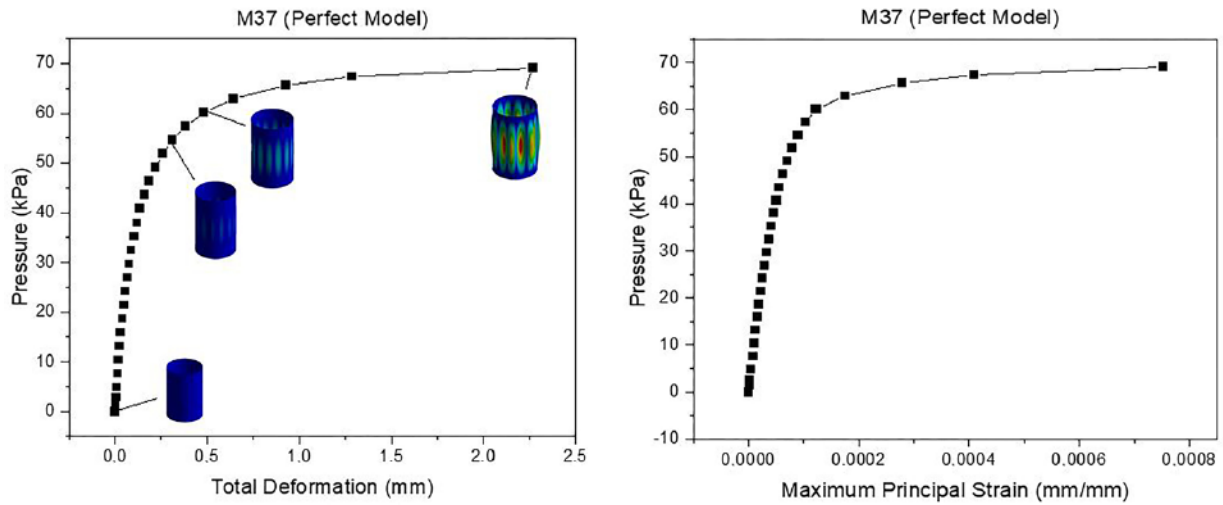 M37 (Perfect Model)
Pressure (kPa)
70
60
50
40
30
20
10
0
0.0 0.5 1.0 1.5 2.0 2.5
Total Deformation (mm)
M37 (Perfect Model)
Pressure (kPa)
70
60
50
40
30
20
10
0
-10
0.0000 0.0002 0.0004 0.0006 0.0008
Maximum Principal Strain (mm/mm)